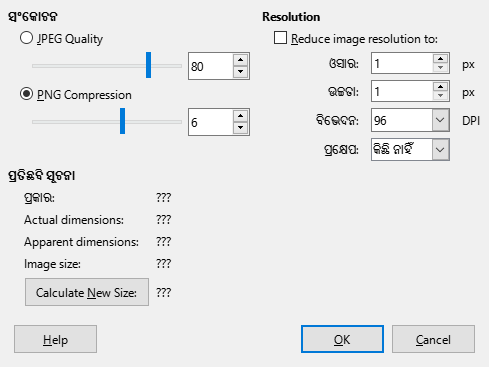 ସଂକୋଚନ
JPEG Quality
80
PNG Compression
6
Resolution
Reduce image resolution to:
ଓସାର: 1 px
ଉଚ୍ଚତା: 1 px
ବିଭେଦନ: 96 DPI
ପ୍ରକ୍ଷେପ: କିଛି ନାହିଁ
ପ୍ରତିଛବି ସୂଚନା
ପ୍ରକାର: ???
Actual dimensions: ???
Apparent dimensions: ???
Image size: ???
Calculate New Size: ???
Help
OK
Cancel